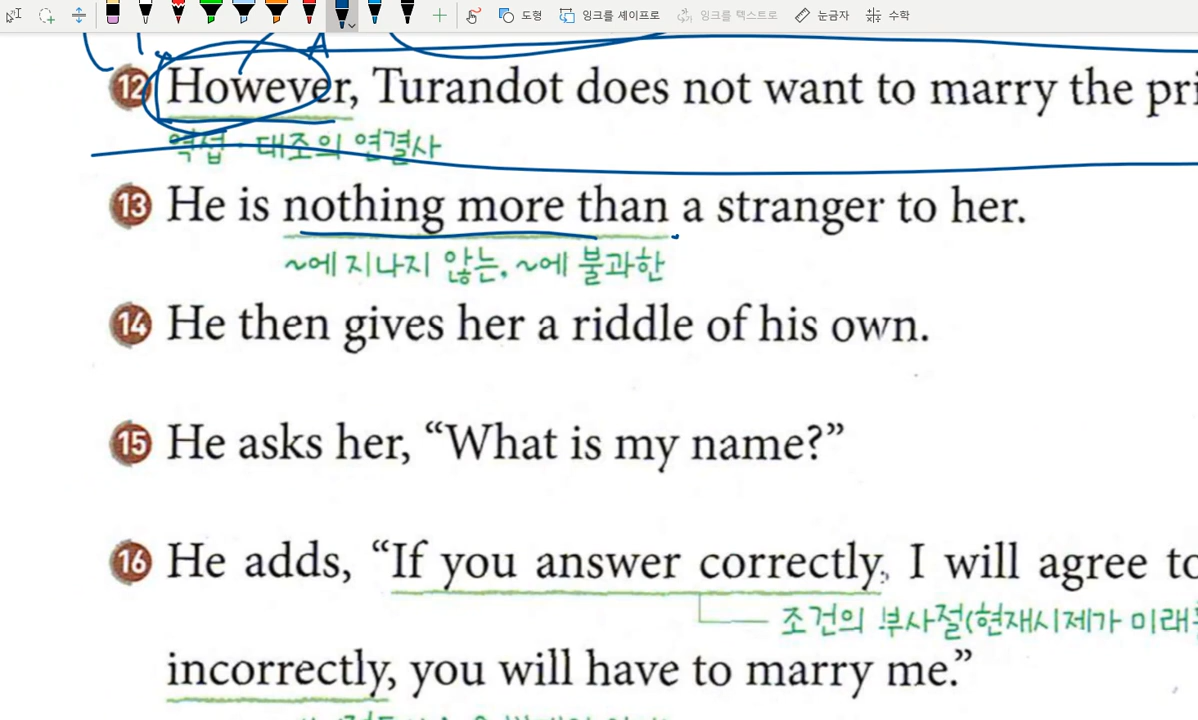 도형 잉크를 셰이프로 잉크를 텍스트로 눈금자 수학
A
12 However, Turandot does not want to marry the pri
역접·대조의 연결사
13 He is nothing more than a stranger to her.
~에 지나지 않는, ~에 불과한
14 He then gives her a riddle of his own.
15 He asks her, “What is my name?”
16 He adds, “If you answer correctly, I will agree to
조건의 부사절(현재시제가 미래
incorrectly, you will have to marry me.”